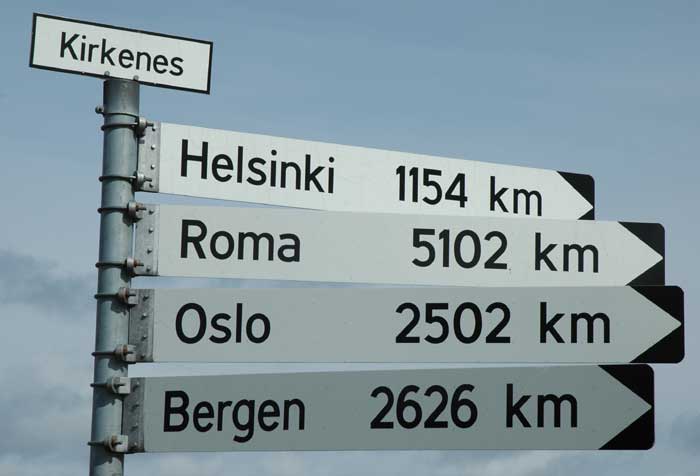 Kirkenes
Helsinki 1154 km
Roma 5102 km
Oslo 2502 km
Bergen 2626 km